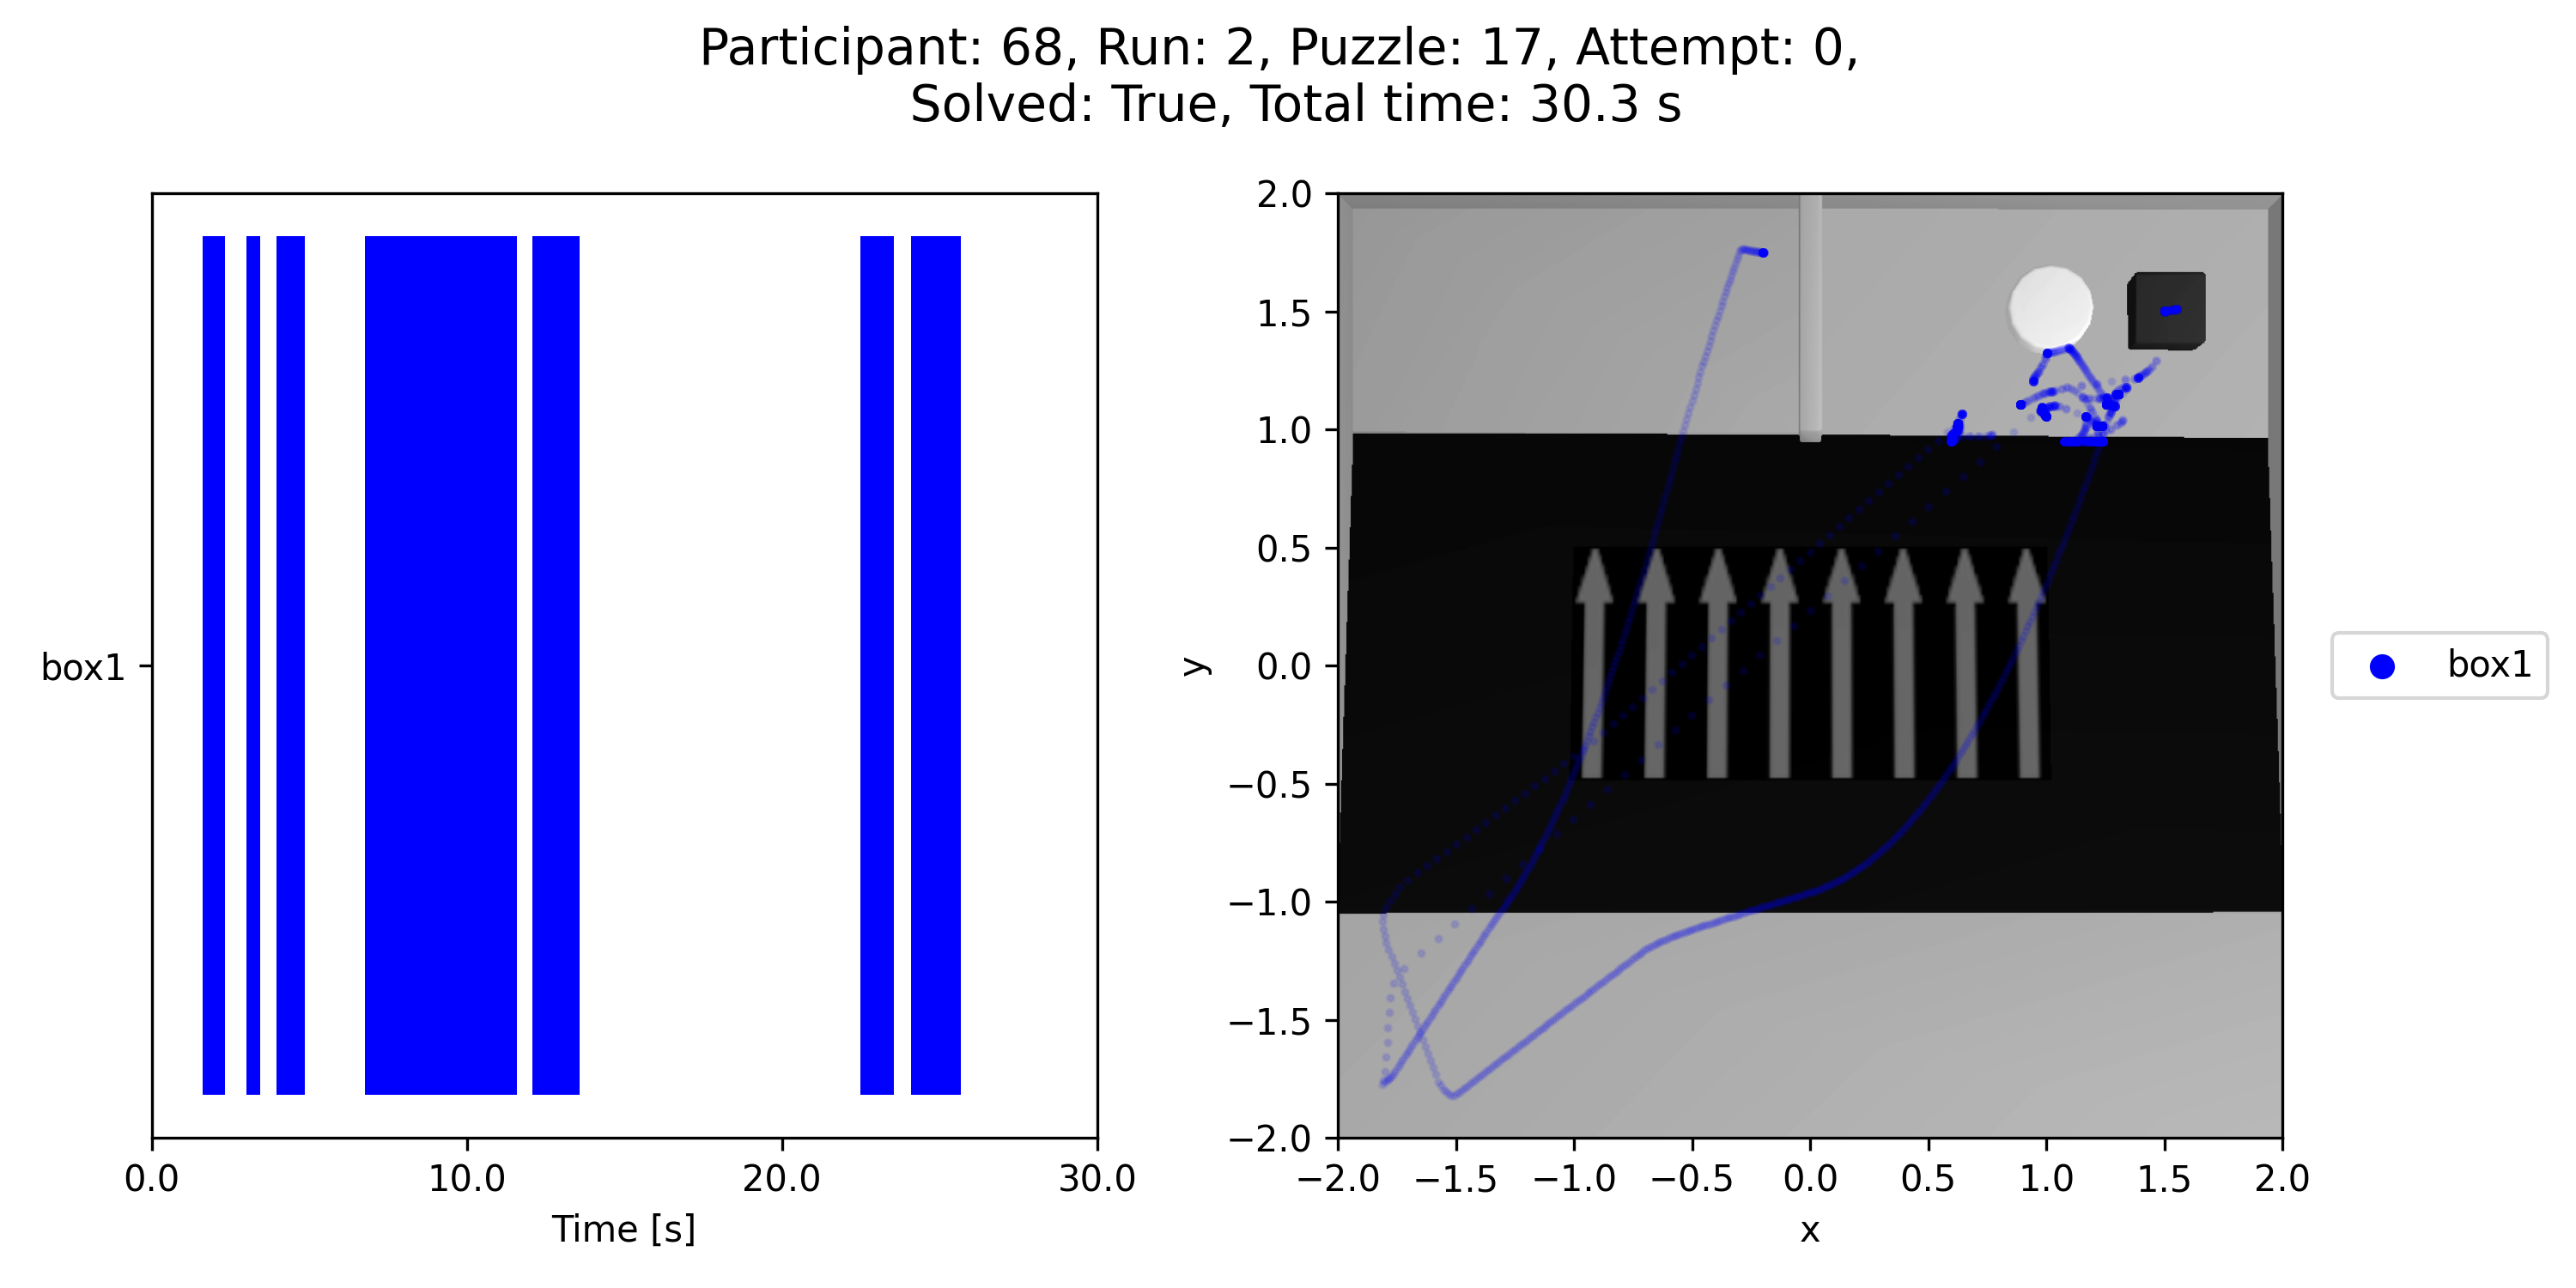 Participant: 68, Run: 2, Puzzle: 17, Attempt: 0,
Solved: True, Total time: 30.3 s
box1
0.0 10.0 20.0 30.0
Time [s]
2.0
1.5
1.0
0.5
0.0
−0.5
−1.0
−1.5
−2.0
y
−2.0 −1.5 −1.0 −0.5 0.0 0.5 1.0 1.5 2.0
x
box1